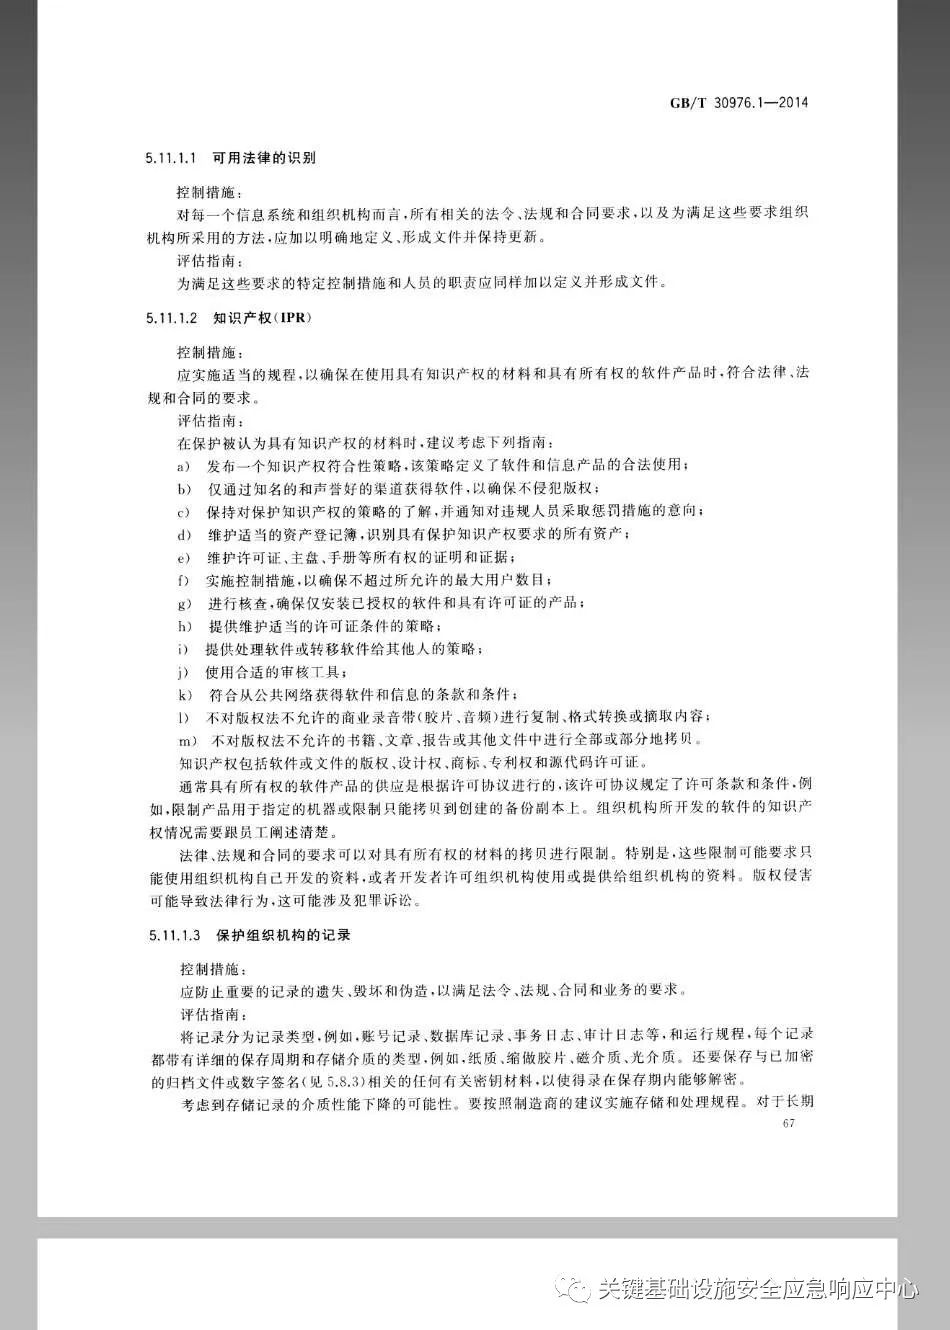 GB/T 30976.1—2014
5.11.1.1 可用法律的识别
控制措施：
对每一个信息系统和组织机构而言，所有相关的法令、法规和合同要求，以及为满足这些要求组织
机构所采用的方法，应加以明确地定义、形成文件并保持更新。
评估指南：
为满足这些要求的特定控制措施和人员的职责应同样加以定义并形成文件。
5.11.1.2 知识产权(IPR)
控制措施：
应实施适当的规程，以确保在使用具有知识产权的材料和具有所有权的软件产品时，符合法律、法
规和合同的要求。
评估指南：
在保护被认为具有知识产权的材料时，建议考虑下列指南：
a) 发布一个知识产权符合性策略，该策略定义了软件和信息产品的合法使用；
b) 仅通过知名的和声誉好的渠道获得软件，以确保不侵犯版权；
c) 保持对保护知识产权的策略的了解，并通知对违规人员采取惩罚措施的意向；
d) 维护适当的资产登记簿，识别具有保护知识产权要求的所有资产；
e) 维护许可证、主盘、手册等所有权的证明和证据；
f) 实施控制措施，以确保不超过所允许的最大用户数目；
g) 进行核查，确保仅安装已授权的软件和具有许可证的产品；
h) 提供维护适当的许可证条件的策略；
i) 提供处理软件或转移软件给其他人的策略；
j) 使用合适的审核工具；
k) 符合从公共网络获得软件和信息的条款和条件；
l) 不对版权法不允许的商业录音带(胶片、音频)进行复制、格式转换或摘取内容；
m) 不对版权法不允许的书籍、文章、报告或其他文件中进行全部或部分地拷贝。
知识产权包括软件或文件的版权、设计权、商标、专利权和源代码许可证。
通常具有所有权的软件产品的供应是根据许可协议进行的，该许可协议规定了许可条款和条件，例
如，限制产品用于指定的机器或限制只能拷贝到创建的备份副本上。组织机构所开发的软件的知识产
权情况需要跟员工阐述清楚。
法律、法规和合同的要求可以对具有所有权的材料的拷贝进行限制。特别是，这些限制可能要求只
能使用组织机构自己开发的资料，或者开发者许可组织机构使用或提供给组织机构的资料。版权侵害
可能导致法律行为，这可能涉及犯罪诉讼。
5.11.1.3 保护组织机构的记录
控制措施：
应防止重要的记录的遗失、毁坏和伪造，以满足法令、法规、合同和业务的要求。
评估指南：
将记录分为记录类型，例如，账号记录、数据库记录、事务日志、审计日志等，和运行规程，每个记录
都带有详细的保存周期和存储介质的类型，例如，纸质、缩做胶片、磁介质、光介质。还要保存与已加密
的归档文件或数字签名(见 5.8.3)相关的任何有关密钥材料，以使得录在保存期内能够解密。
考虑到存储记录的介质性能下降的可能性。要按照制造商的建议实施存储和处理规程。对于长期
67
关键基础设施安全应急响应中心